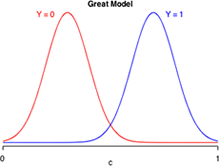 Great Model
Y = 0 Y = 1
0 1
c